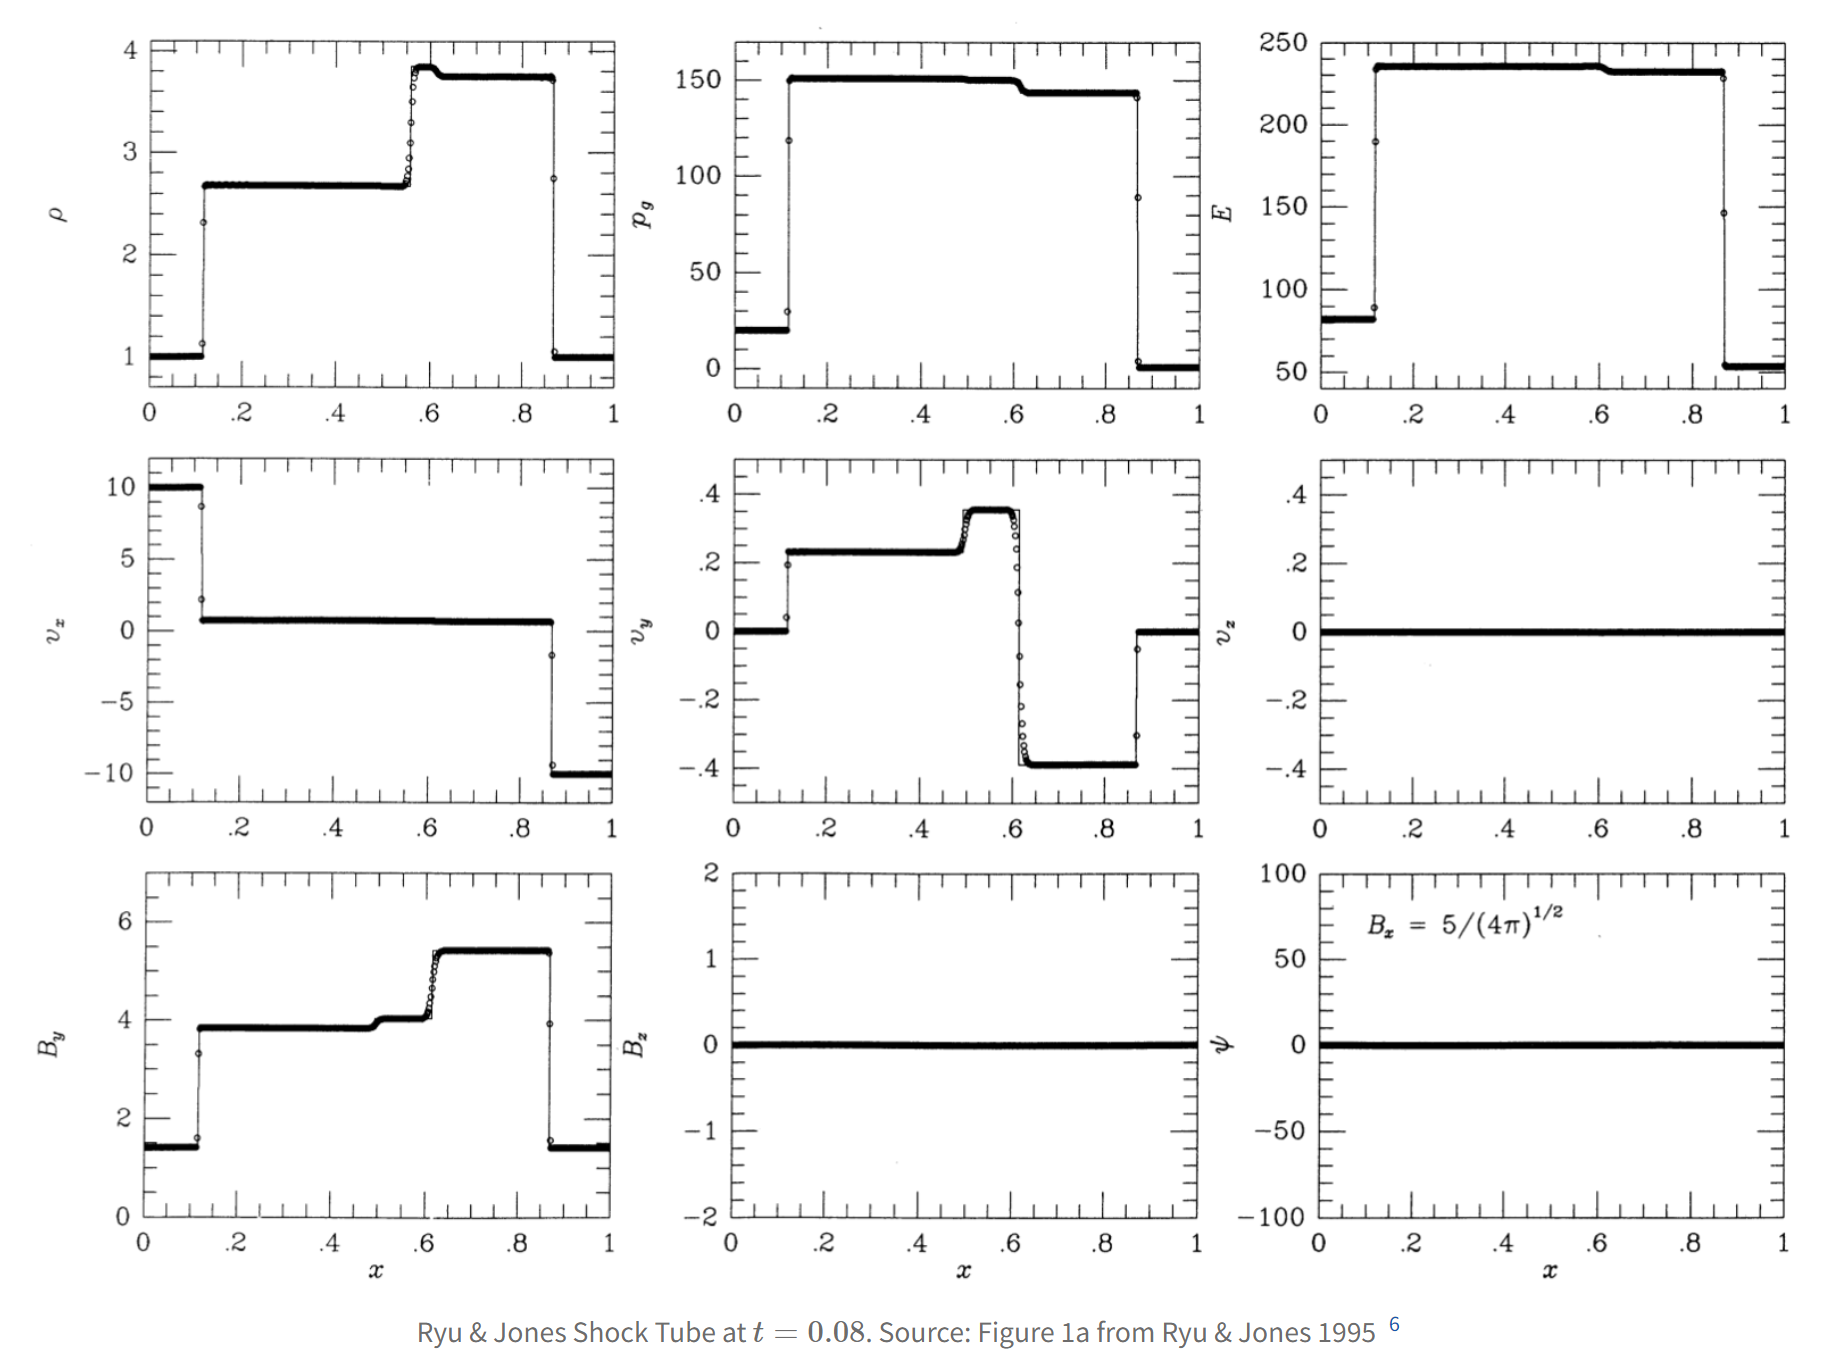 ρ
4
3
2
1
0 .2 .4 .6 .8 1
p_g
150
100
50
0
0 .2 .4 .6 .8 1
E
250
200
150
100
50
0 .2 .4 .6 .8 1
v_x
10
5
0
−5
−10
0 .2 .4 .6 .8 1
v_y
.4
.2
0
−.2
−.4
0 .2 .4 .6 .8 1
v_z
.4
.2
0
−.2
−.4
0 .2 .4 .6 .8 1
B_y
6
4
2
0
0 .2 .4 .6 .8 1
x
B_z
2
1
0
−1
−2
0 .2 .4 .6 .8 1
x
ψ
100
50
0
−50
−100
B_x = 5/(4π)^1/2
0 .2 .4 .6 .8 1
x
Ryu & Jones Shock Tube at t = 0.08. Source: Figure 1a from Ryu & Jones 1995 6